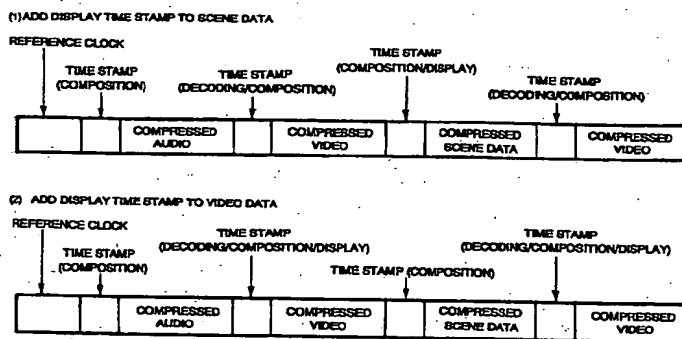 (1) ADD DISPLAY TIME STAMP TO SCENE DATA
REFERENCE CLOCK
TIME STAMP
(COMPOSITION)
TIME STAMP
(DECODING/COMPOSITION)
TIME STAMP
(COMPOSITION/DISPLAY)
TIME STAMP
(DECODING/COMPOSITION)
COMPRESSED
AUDIO
COMPRESSED
VIDEO
COMPRESSED
SCENE DATA
COMPRESSED
VIDEO
(2) ADD DISPLAY TIME STAMP TO VIDEO DATA
REFERENCE CLOCK
TIME STAMP
(COMPOSITION)
TIME STAMP
(DECODING/COMPOSITION/DISPLAY)
TIME STAMP (COMPOSITION)
TIME STAMP
(DECODING/COMPOSITION/DISPLAY)
COMPRESSED
AUDIO
COMPRESSED
VIDEO
COMPRESSED
SCENE DATA
COMPRESSED
VIDEO